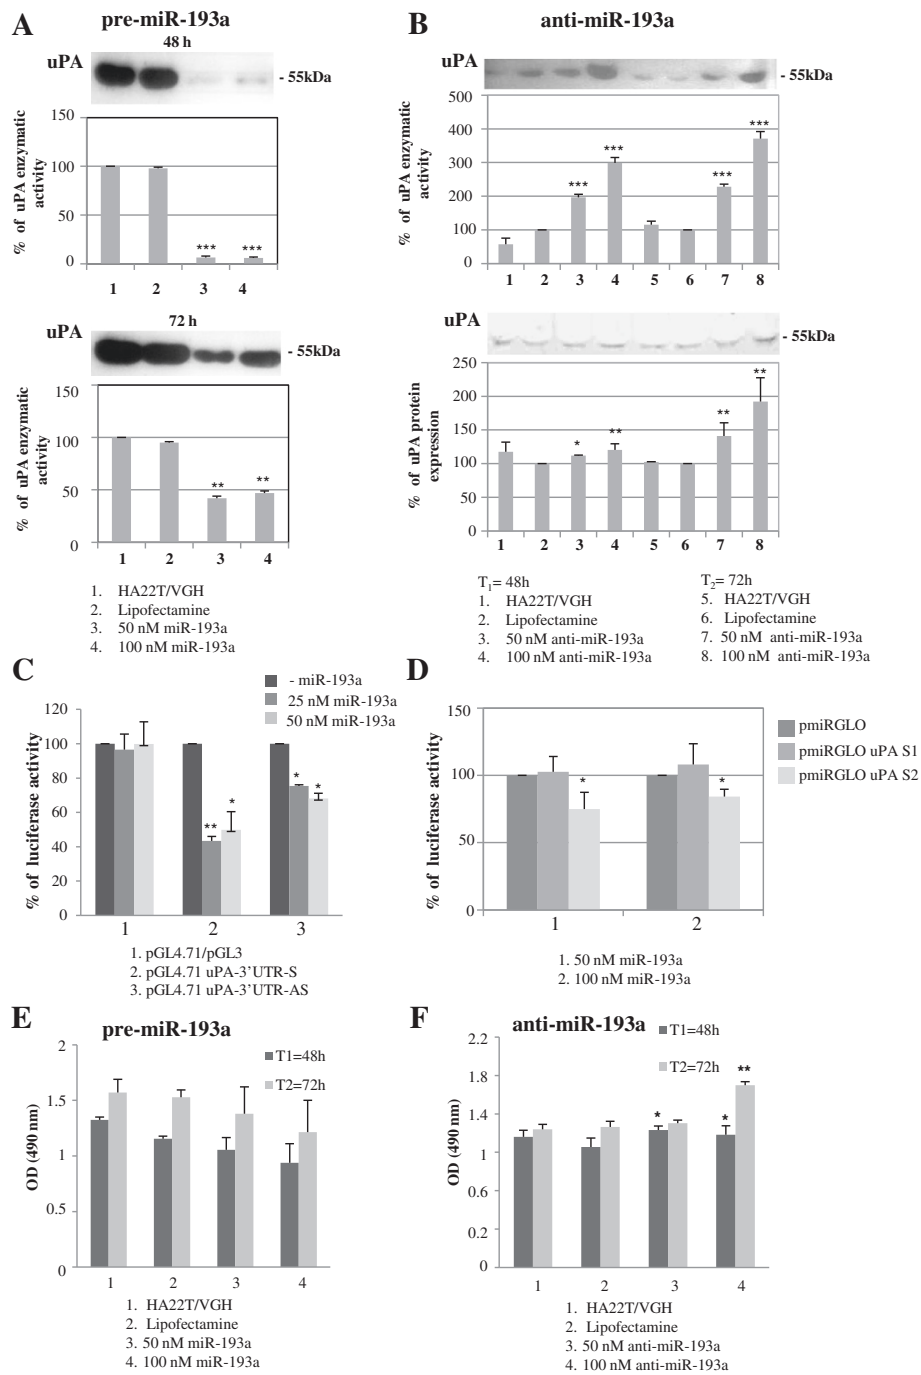 A
pre-miR-193a
48 h
uPA
- 55kDa
% of uPA enzymatic
activity
150
100
50
0
*** ***
1 2 3 4
72 h
uPA
- 55kDa
% of uPA enzymatic
activity
150
100
50
0
** **
1 2 3 4
1. HA22T/VGH
2. Lipofectamine
3. 50 nM miR-193a
4. 100 nM miR-193a
B
anti-miR-193a
uPA
- 55kDa
% of uPA enzymatic
activity
500
400
300
200
100
0
*** *** *** ***
1 2 3 4 5 6 7 8
uPA
- 55kDa
% of uPA protein
expression
250
200
150
100
50
0
* ** ** **
1 2 3 4 5 6 7 8
T1= 48h
1. HA22T/VGH
2. Lipofectamine
3. 50 nM anti-miR-193a
4. 100 nM anti-miR-193a
T2= 72h
5. HA22T/VGH
6. Lipofectamine
7. 50 nM anti-miR-193a
8. 100 nM anti-miR-193a
C
- miR-193a
25 nM miR-193a
50 nM miR-193a
% of luciferase activity
120
100
80
60
40
20
0
** * * *
1 2 3
1. pGL4.71/pGL3
2. pGL4.71 uPA-3'UTR-S
3. pGL4.71 uPA-3'UTR-AS
D
pmiRGLO
pmiRGLO uPA S1
pmiRGLO uPA S2
% of luciferase activity
150
100
50
0
* *
1 2
1. 50 nM miR-193a
2. 100 nM miR-193a
E
pre-miR-193a
T1=48h
T2=72h
OD (490 nm)
2
1.5
1
0.5
0
1 2 3 4
1. HA22T/VGH
2. Lipofectamine
3. 50 nM miR-193a
4. 100 nM miR-193a
F
anti-miR-193a
T1=48h
T2=72h
OD (490 nm)
2.2
1.8
1.4
1
0.6
0.2
0
* * **
1 2 3 4
1. HA22T/VGH
2. Lipofectamine
3. 50 nM anti-miR-193a
4. 100 nM anti-miR-193a